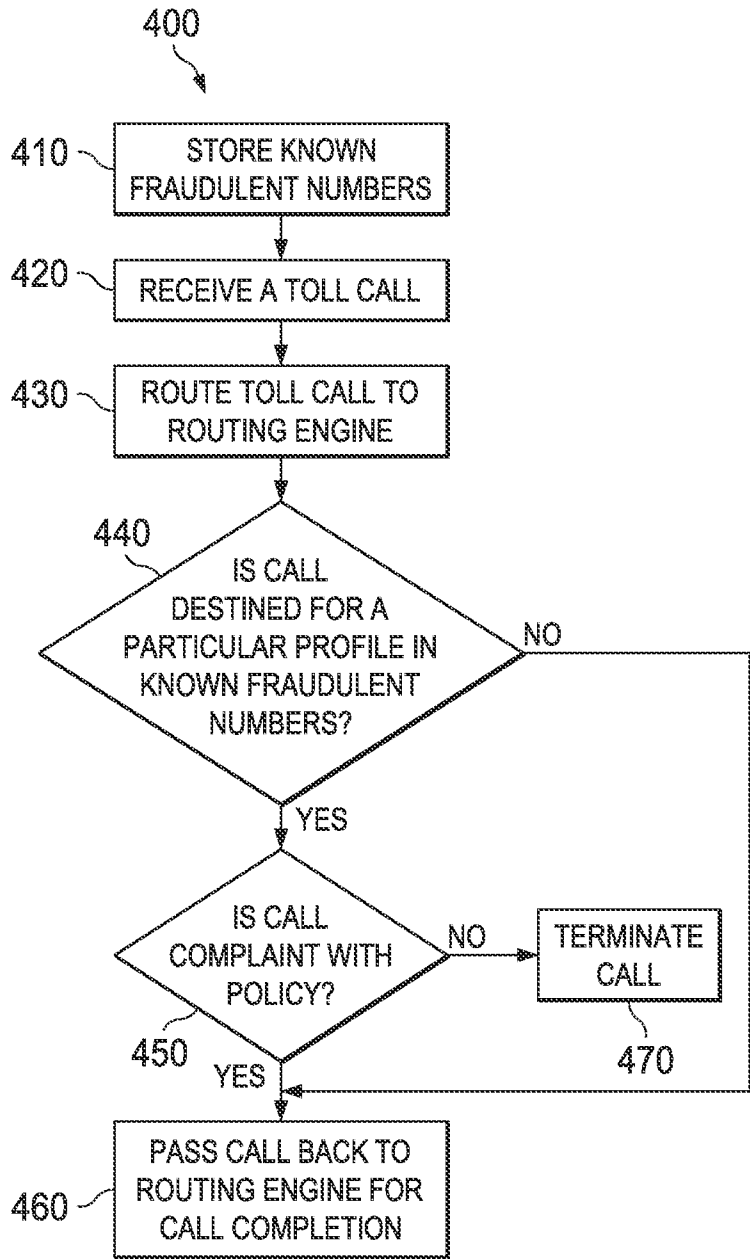 400
410
STORE KNOWN
FRAUDULENT NUMBERS
420
RECEIVE A TOLL CALL
430
ROUTE TOLL CALL TO
ROUTING ENGINE
440
IS CALL
DESTINED FOR A
PARTICULAR PROFILE IN
KNOWN FRAUDULENT
NUMBERS?
NO
YES
IS CALL
COMPLAINT WITH
POLICY?
NO
TERMINATE
CALL
450
470
YES
460
PASS CALL BACK TO
ROUTING ENGINE FOR
CALL COMPLETION